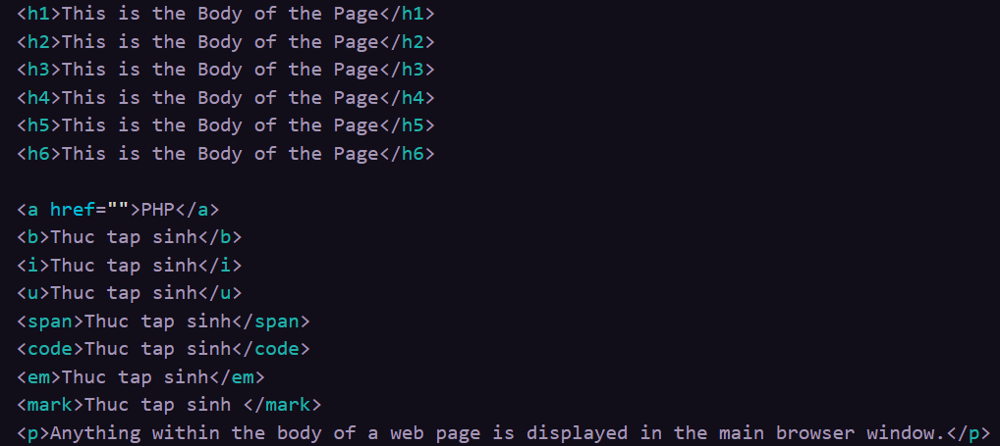 <h1>This is the Body of the Page</h1>
<h2>This is the Body of the Page</h2>
<h3>This is the Body of the Page</h3>
<h4>This is the Body of the Page</h4>
<h5>This is the Body of the Page</h5>
<h6>This is the Body of the Page</h6>
<a href="">PHP</a>
<b>Thuc tap sinh</b>
<i>Thuc tap sinh</i>
<u>Thuc tap sinh</u>
<span>Thuc tap sinh</span>
<code>Thuc tap sinh</code>
<em>Thuc tap sinh</em>
<mark>Thuc tap sinh </mark>
<p>Anything within the body of a web page is displayed in the main browser window.</p>